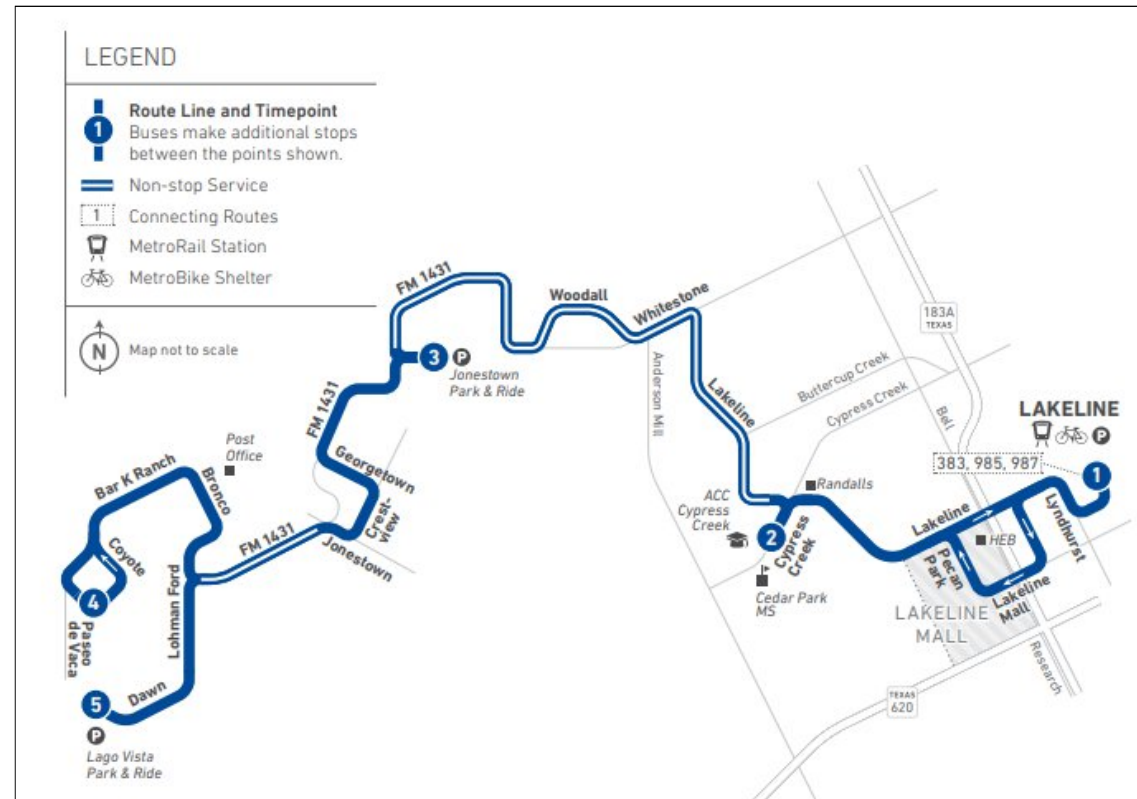 LEGEND
1
Route Line and Timepoint
Buses make additional stops
between the points shown.
Non-stop Service
1
Connecting Routes
MetroRail Station
MetroBike Shelter
N
Map not to scale
FM 1431
Woodall
Whitestone
183A
TEXAS
3
P
Jonestown
Park & Ride
Anderson Mill
Lakeline
Buttercup Creek
Cypress Creek
Bell
LAKELINE
P
383, 985, 987
1
FM 1431
Post
Office
Georgetown
Crest-
view
Bar K Ranch
Bronco
Randalls
ACC
Cypress
Creek
2
Cypress
Creek
Lakeline
Lyndhurst
HEB
Pecan
Park
Lakeline
Mall
FM 1431
Jonestown
Coyote
4
Cedar Park
MS
LAKELINE
MALL
Paseo
de Vaca
Lohman Ford
Research
Dawn
5
P
Lago Vista
Park & Ride
TEXAS
620